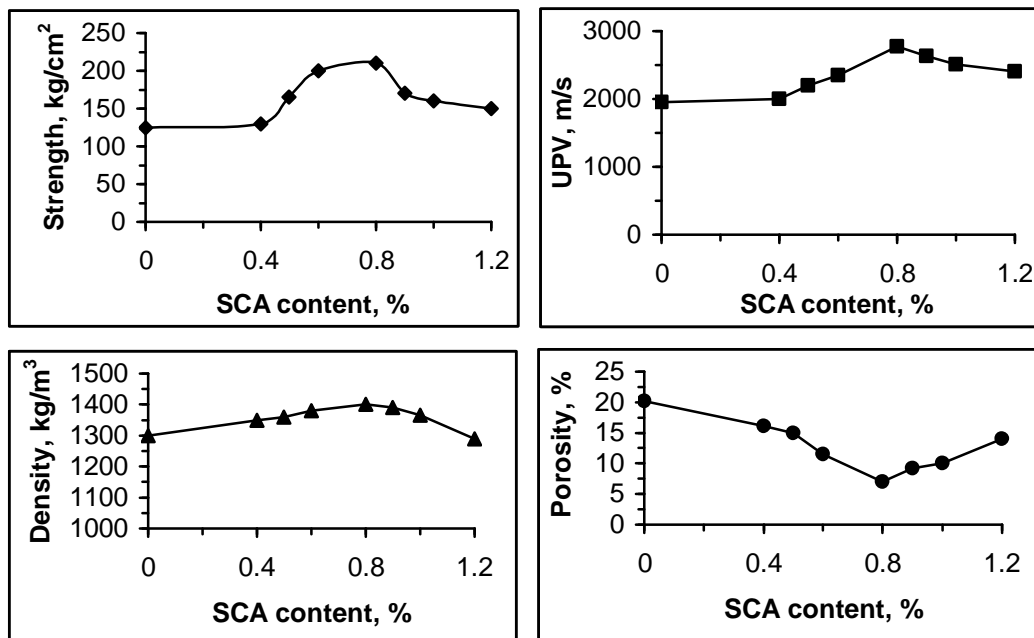 Strength, kg/cm²
250
200
150
100
50
0
0 0.4 0.8 1.2
SCA content, %
UPV, m/s
3000
2000
1000
0
0 0.4 0.8 1.2
SCA content, %
Density, kg/m³
1500
1400
1300
1200
1100
1000
0 0.4 0.8 1.2
SCA content, %
Porosity, %
25
20
15
10
5
0
0 0.4 0.8 1.2
SCA content, %